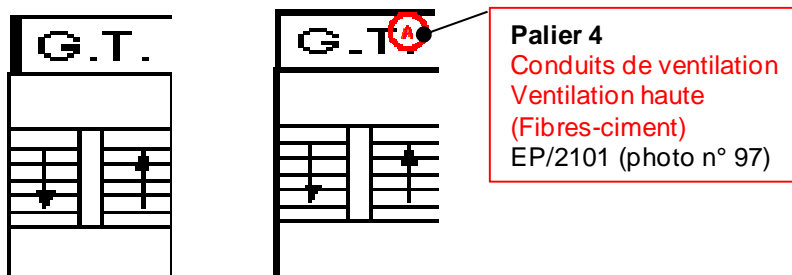 G.T.
G.T.
A
Palier 4
Conduits de ventilation
Ventilation haute
(Fibres-ciment)
EP/2101 (photo n° 97)